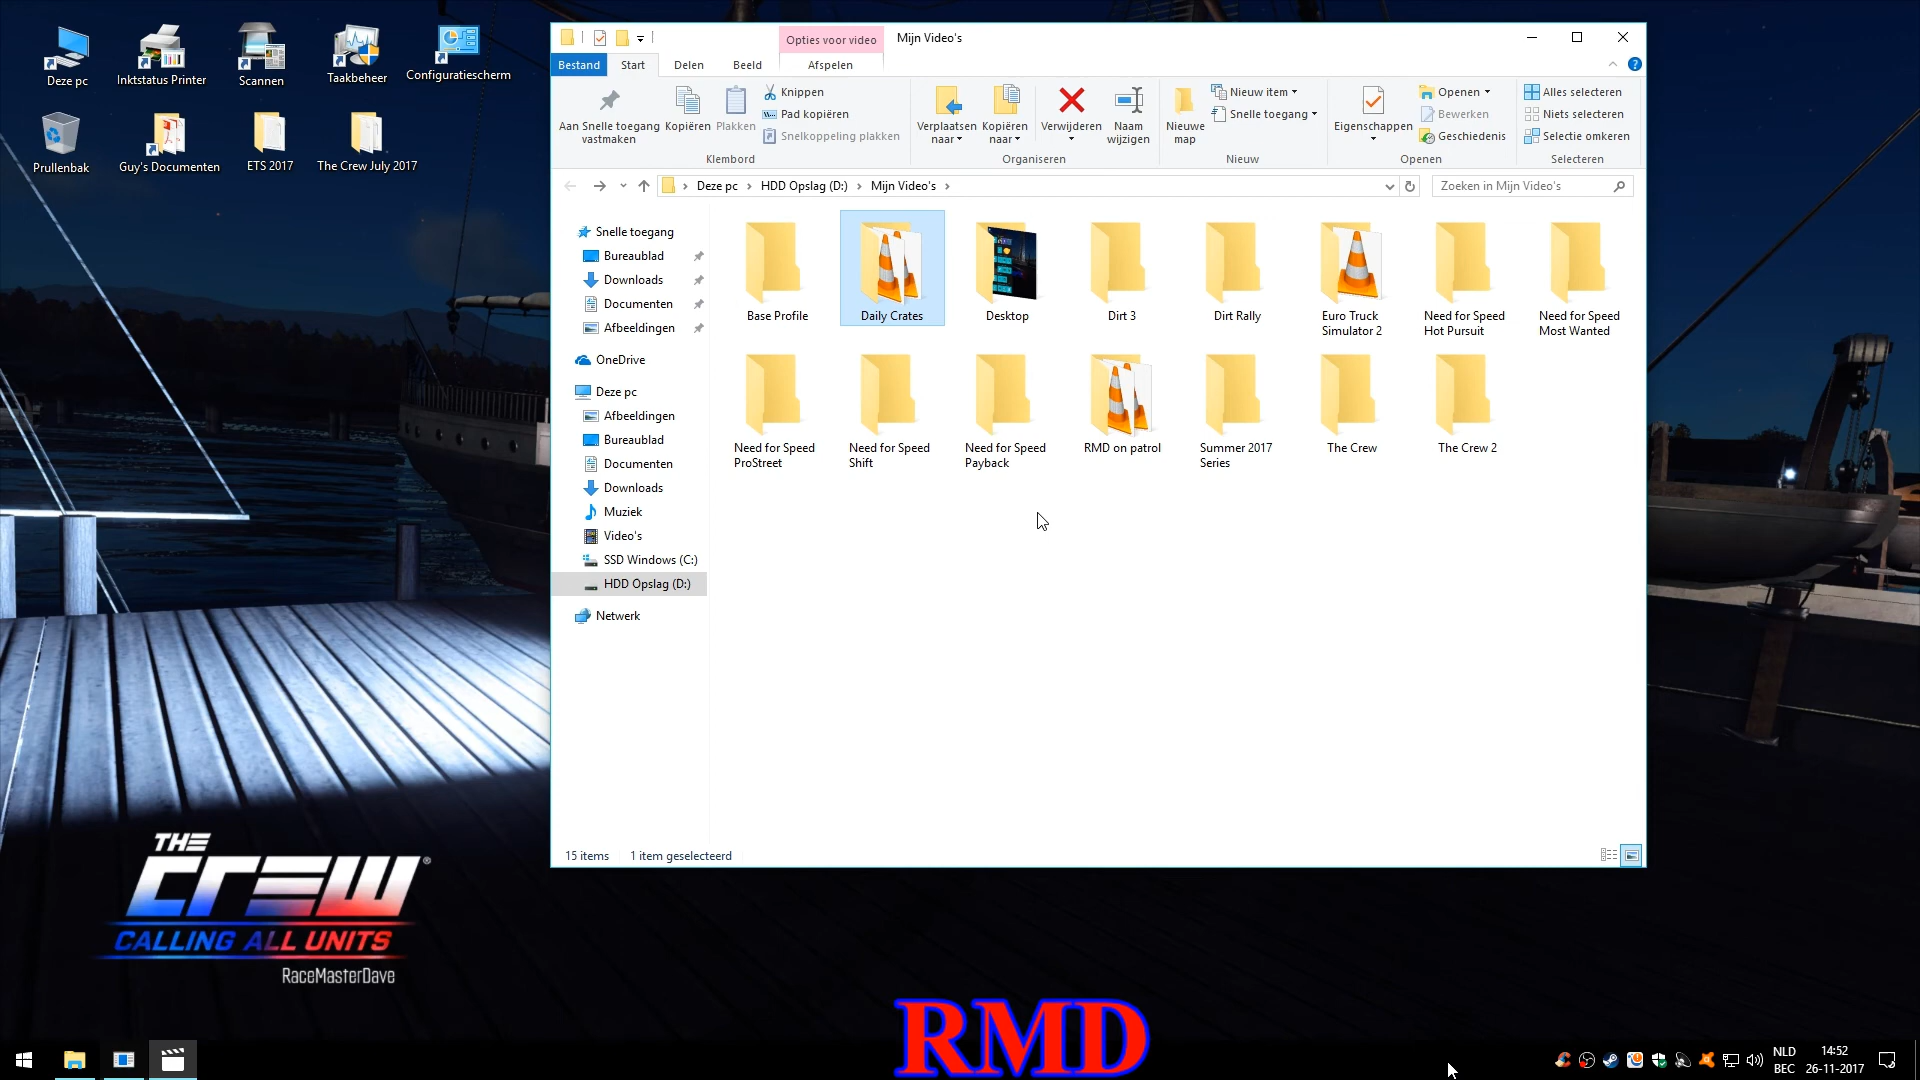 Deze pc
Inktstatus Printer
Scannen
Taakbeheer
Configuratiescherm
Prullenbak
Guy's Documenten
ETS 2017
The Crew July 2017
Opties voor video
Mijn Video's
Bestand
Start
Delen
Beeld
Afspelen
Aan Snelle toegang
vastmaken
Kopiëren
Plakken
Knippen
Pad kopiëren
Snelkoppeling plakken
Klembord
Verplaatsen
naar
Kopiëren
naar
Verwijderen
Naam
wijzigen
Organiseren
Nieuwe
map
Nieuw item
Snelle toegang
Nieuw
Eigenschappen
Openen
Bewerken
Geschiedenis
Openen
Alles selecteren
Niets selecteren
Selectie omkeren
Selecteren
Deze pc
HDD Opslag (D:)
Mijn Video's
Zoeken in Mijn Video's
Snelle toegang
Bureaublad
Downloads
Documenten
Afbeeldingen
OneDrive
Deze pc
Afbeeldingen
Bureaublad
Documenten
Downloads
Muziek
Video's
SSD Windows (C:)
HDD Opslag (D:)
Netwerk
Base Profile
Daily Crates
Desktop
Dirt 3
Dirt Rally
Euro Truck
Simulator 2
Need for Speed
Hot Pursuit
Need for Speed
Most Wanted
Need for Speed
ProStreet
Need for Speed
Shift
Need for Speed
Payback
RMD on patrol
Summer 2017
Series
The Crew
The Crew 2
15 items
1 item geselecteerd
THE
CREW®
CALLING ALL UNITS
RaceMasterDave
RMD
NLD
BEC
14:52
26-11-2017